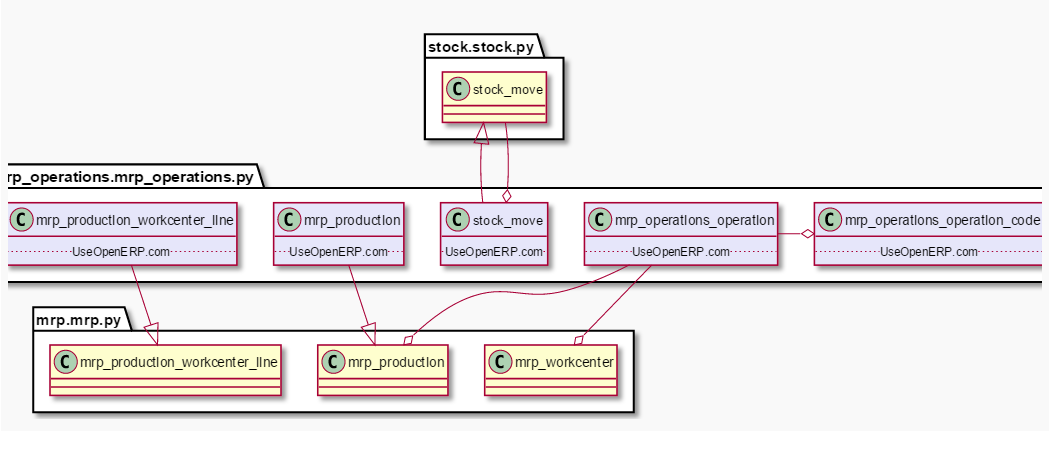 stock.stock.py
C stock_move
rp_operations.mrp_operations.py
C mrp_production_workcenter_line
C mrp_production
C stock_move
C mrp_operations_operation
C mrp_operations_operation_code
UseOpenERP.com
UseOpenERP.com
UseOpenERP.com
UseOpenERP.com
UseOpenERP.com
mrp.mrp.py
C mrp_production_workcenter_line
C mrp_production
C mrp_workcenter